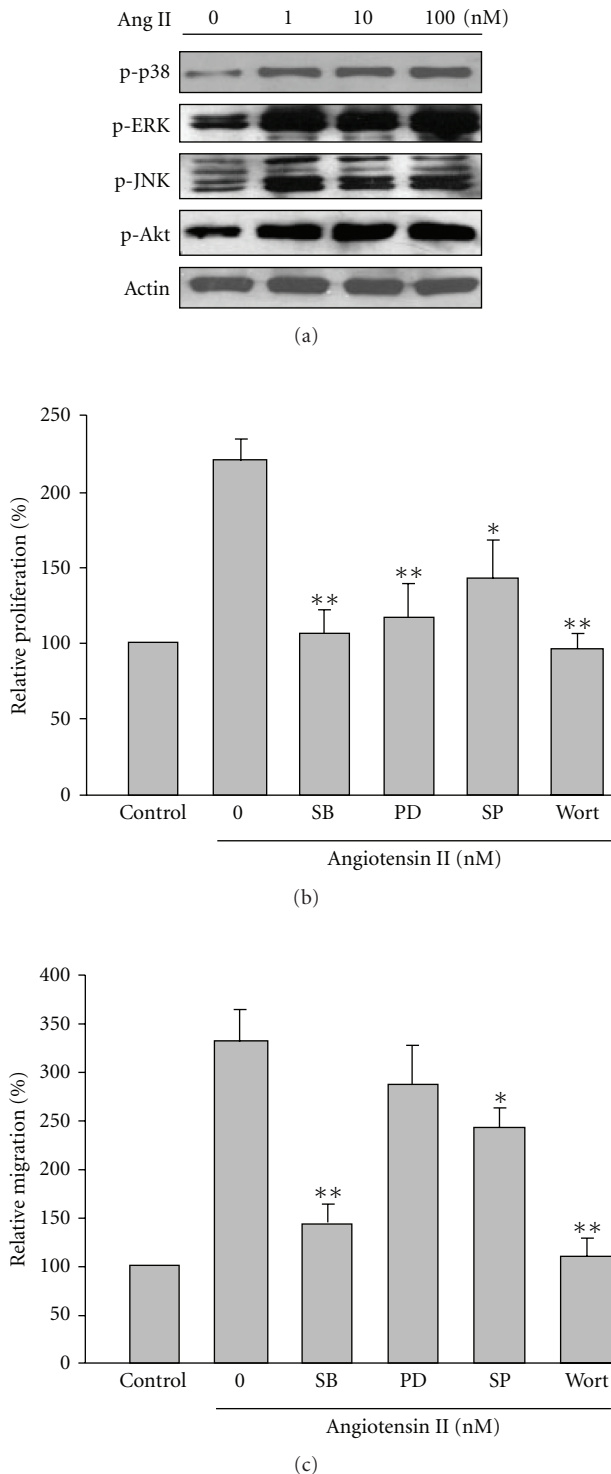 Ang II 0 1 10 100 (nM)
p-p38
p-ERK
p-JNK
p-Akt
Actin
(a)
250
200
150
100
50
0
Relative proliferation (%)
**
**
*
**
Control 0 SB PD SP Wort
Angiotensin II (nM)
(b)
400
350
300
250
200
150
100
50
0
Relative migration (%)
**
*
**
Control 0 SB PD SP Wort
Angiotensin II (nM)
(c)